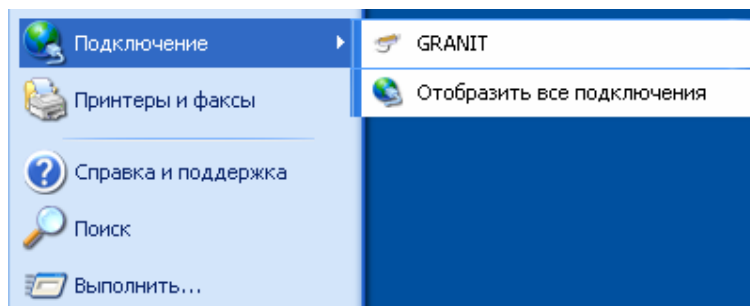 Подключение
GRANIT
Отобразить все подключения
Принтеры и факсы
Справка и поддержка
Поиск
Выполнить...